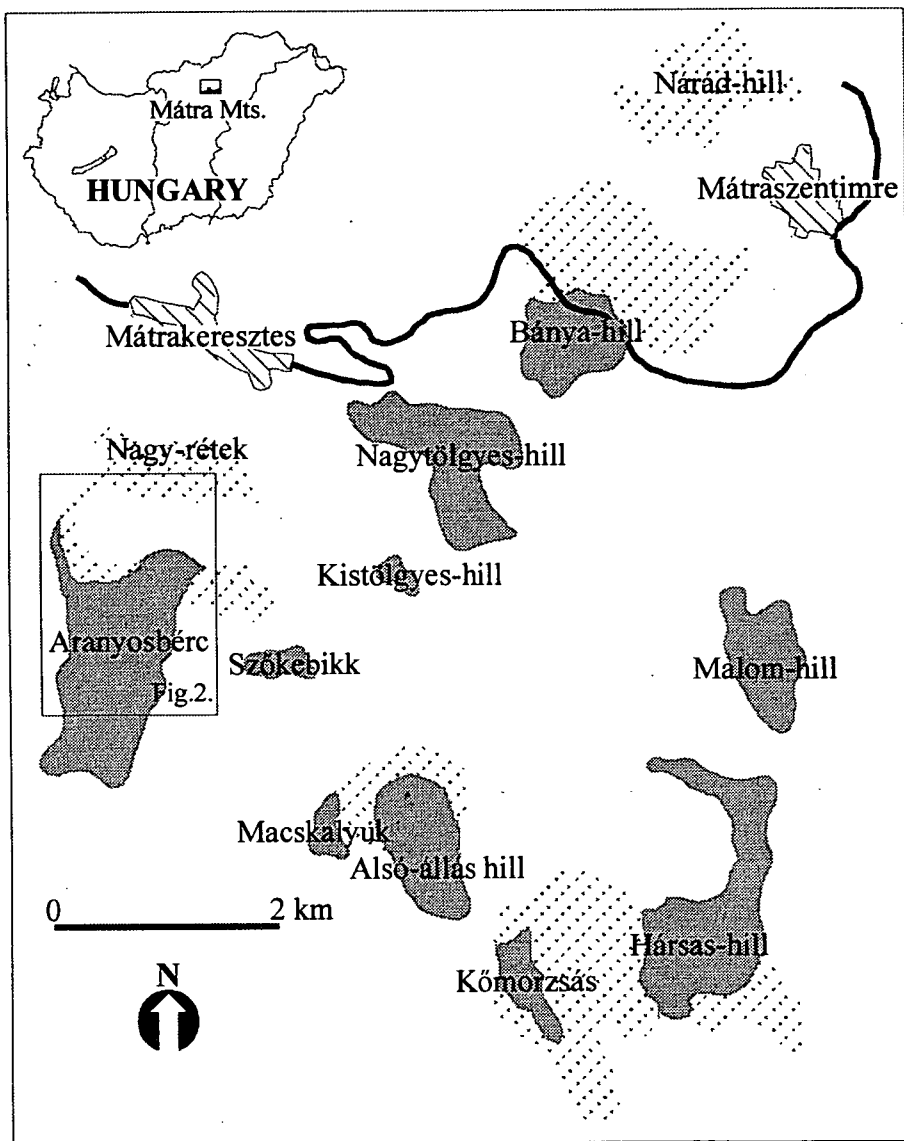 Nárád-hill
Mátra Mts.
HUNGARY
Mátraszentimre
Mátrakeresztes
Bánya-hill
Nagy-rétek
Nagytölgyes-hill
Kistölgyes-hill
Aranyosbérc
Szőkebikk
Málom-hill
Fig.2.
Macskalyuk
Alsó-állás hill
0 2 km
Hársas-hill
Kőmorzsás
N